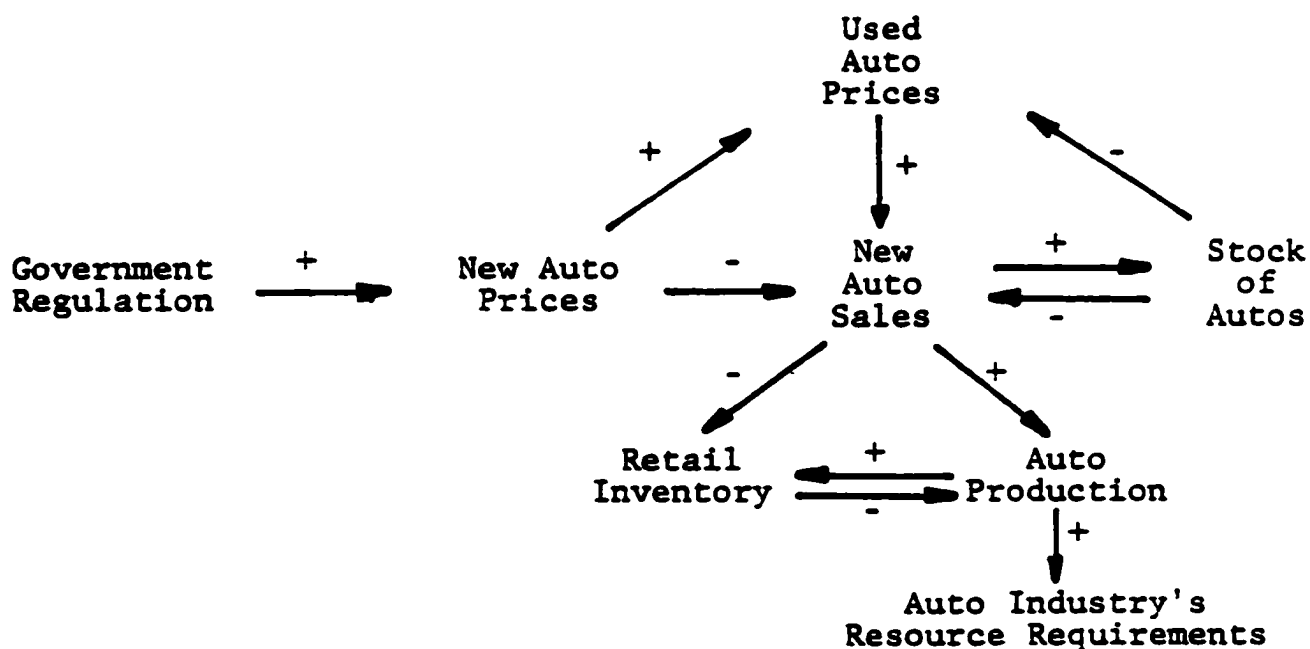 Used
Auto
Prices
+
-
+
Government
Regulation
+
New Auto
Prices
-
New
Auto
Sales
+
-
Stock
of
Autos
-
+
Retail
Inventory
+
-
Auto
Production
+
Auto Industry's
Resource Requirements